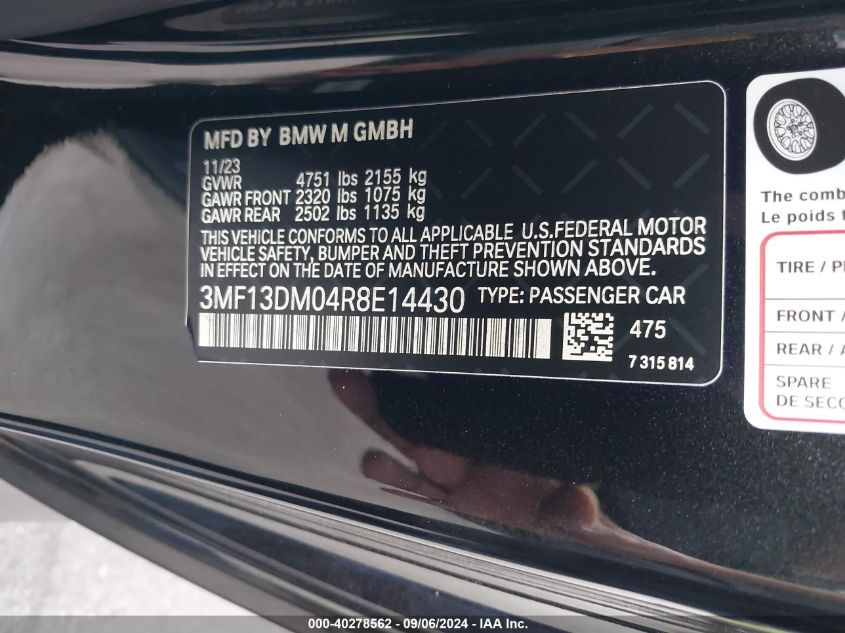 MFD BY BMW M GMBH
11/23
GVWR 4751 lbs 2155 kg
GAWR FRONT 2320 lbs 1075 kg
GAWR REAR 2502 lbs 1135 kg
THIS VEHICLE CONFORMS TO ALL APPLICABLE U.S.FEDERAL MOTOR
VEHICLE SAFETY, BUMPER AND THEFT PREVENTION STANDARDS
IN EFFECT ON THE DATE OF MANUFACTURE SHOWN ABOVE.
3MF13DM04R8E14430 TYPE: PASSENGER CAR
475
7 315 814
The comb
Le poids t
TIRE / P
FRONT /
REAR / A
SPARE
DE SECO
000-40278562 - 09/06/2024 - IAA Inc.